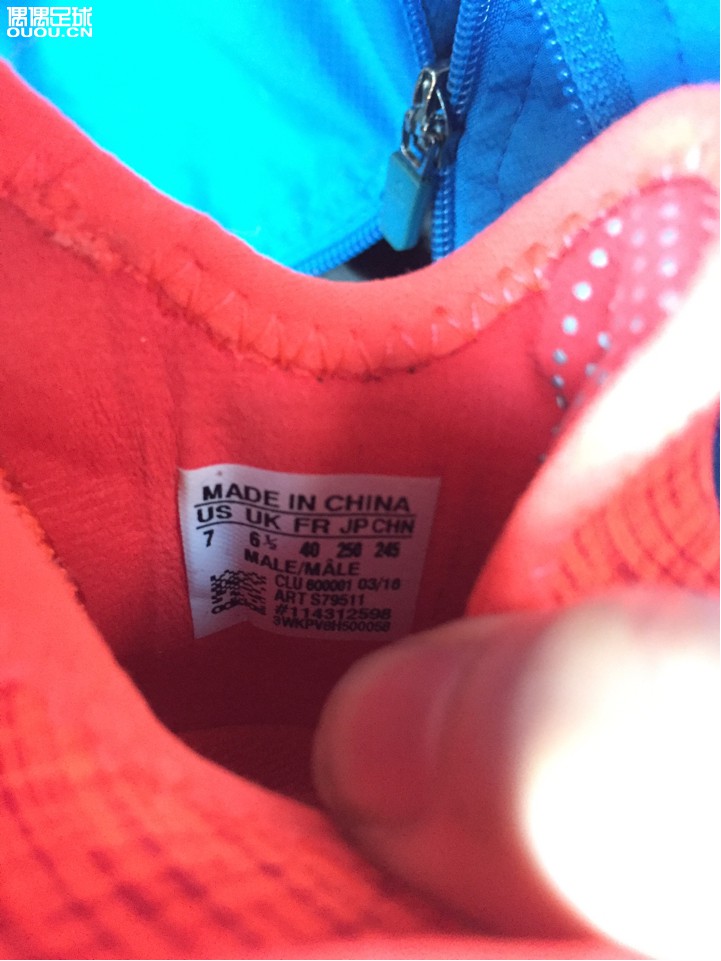 偶偶足球
OUOU.CN
MADE IN CHINA
US UK FR JP CHN
7 6½ 40 250 245
MALE/MÂLE
CLU 600001 03/16
ART S79511
#114312598
3WKPV8H500058